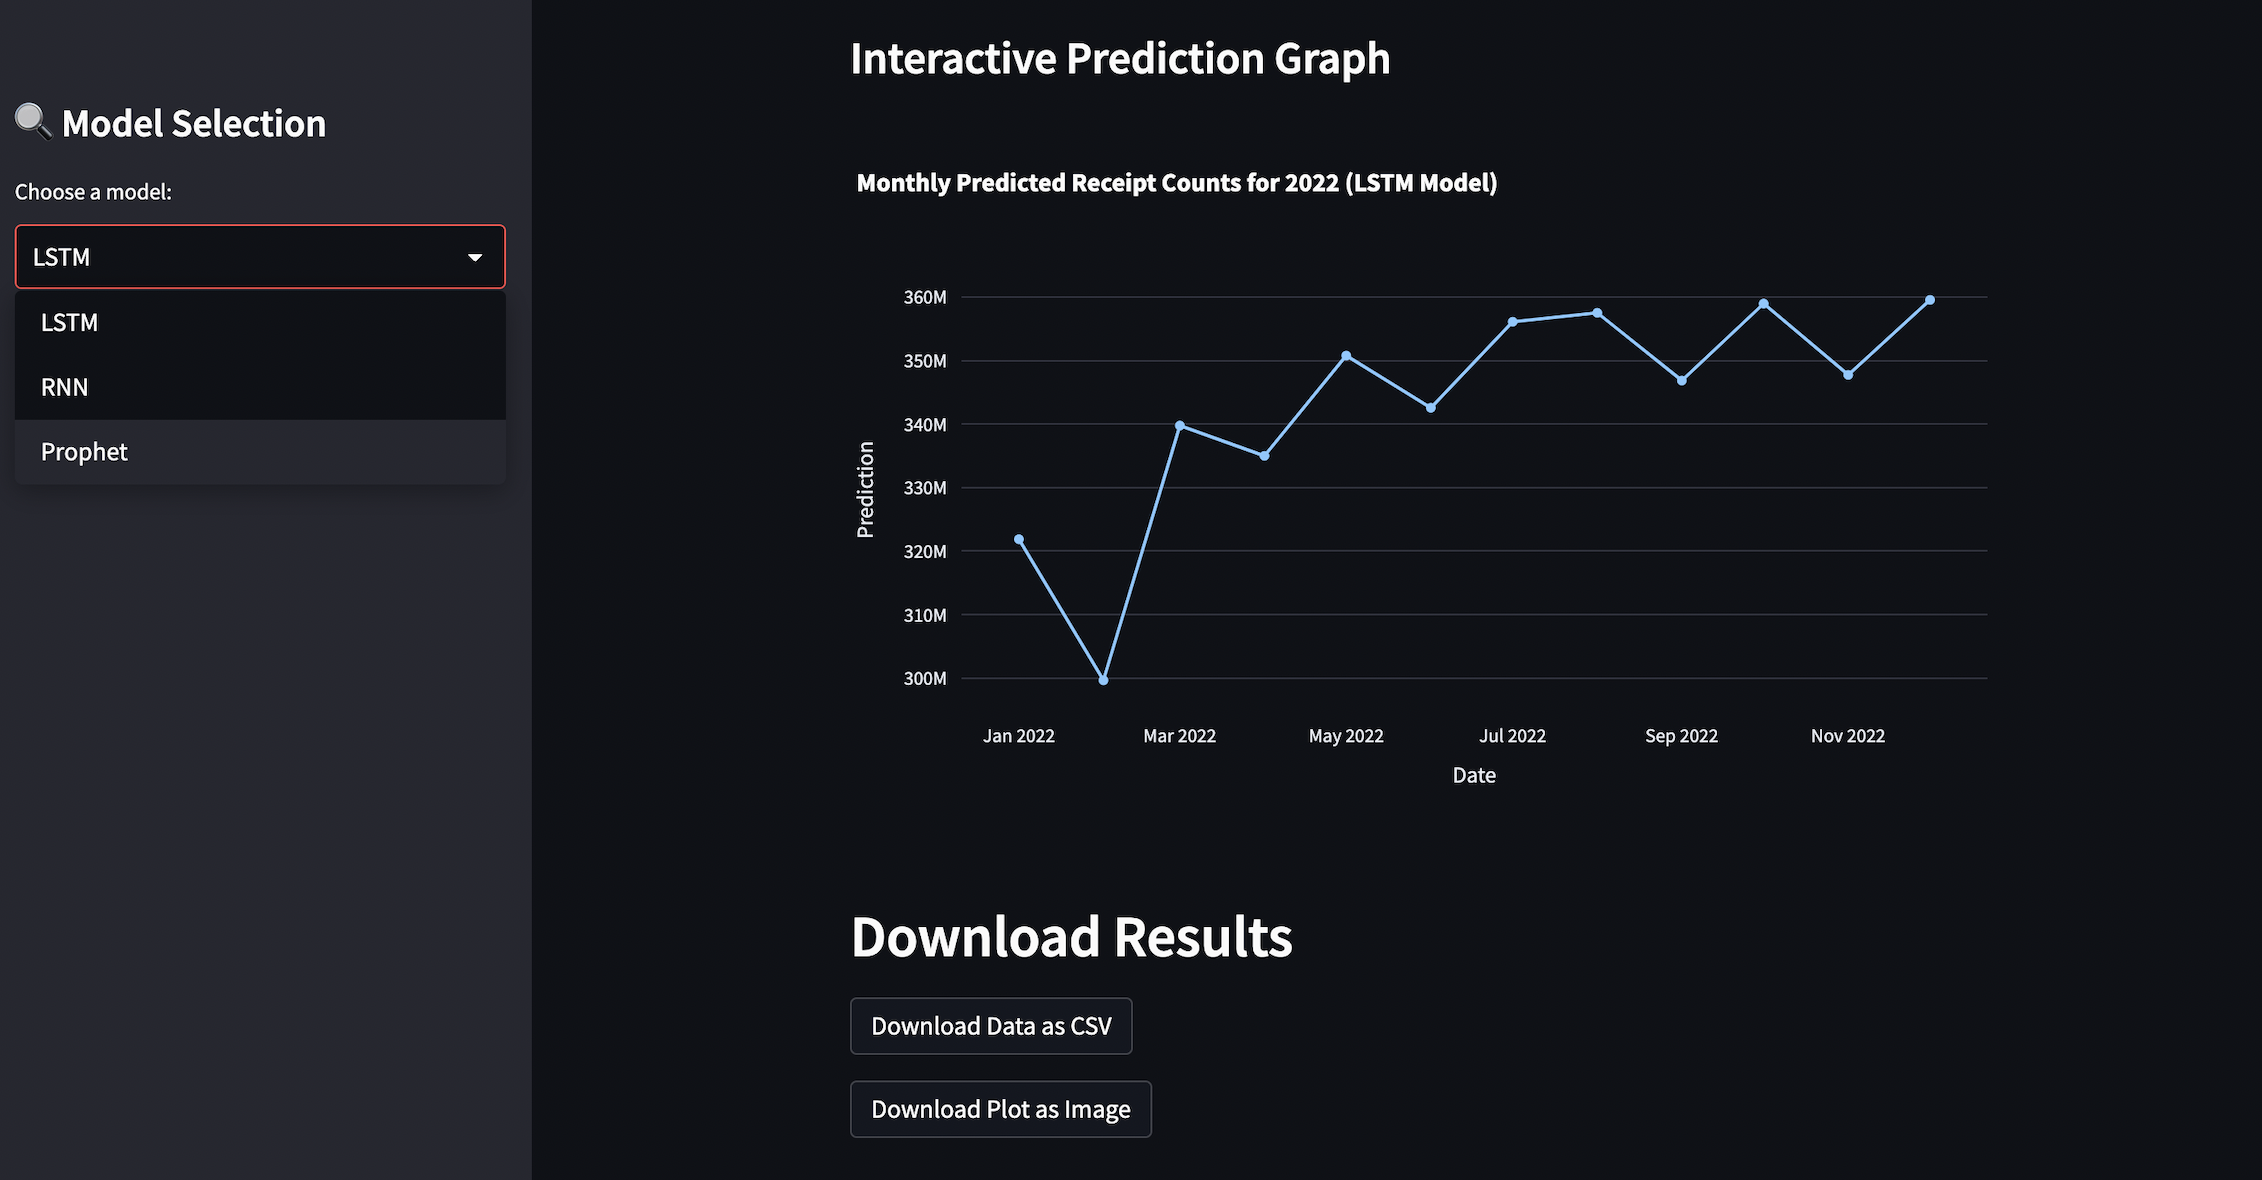 🔍 Model Selection
Choose a model:
LSTM
LSTM
RNN
Prophet
Interactive Prediction Graph
Monthly Predicted Receipt Counts for 2022 (LSTM Model)
360M
350M
340M
330M
320M
310M
300M
Prediction
Jan 2022 Mar 2022 May 2022 Jul 2022 Sep 2022 Nov 2022
Date
Download Results
Download Data as CSV
Download Plot as Image